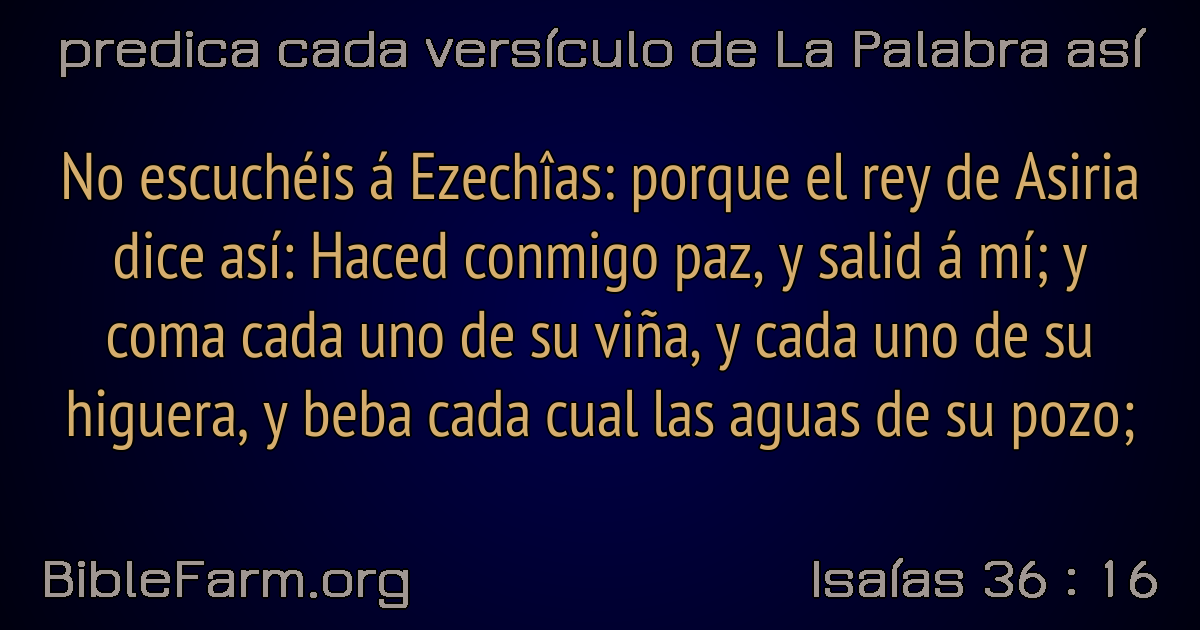 predica cada versículo de La Palabra así
No escuchéis á Ezechîas: porque el rey de Asiria
dice así: Haced conmigo paz, y salid á mí; y
coma cada uno de su viña, y cada uno de su
higuera, y beba cada cual las aguas de su pozo;
BibleFarm.org
Isaías 36 : 16